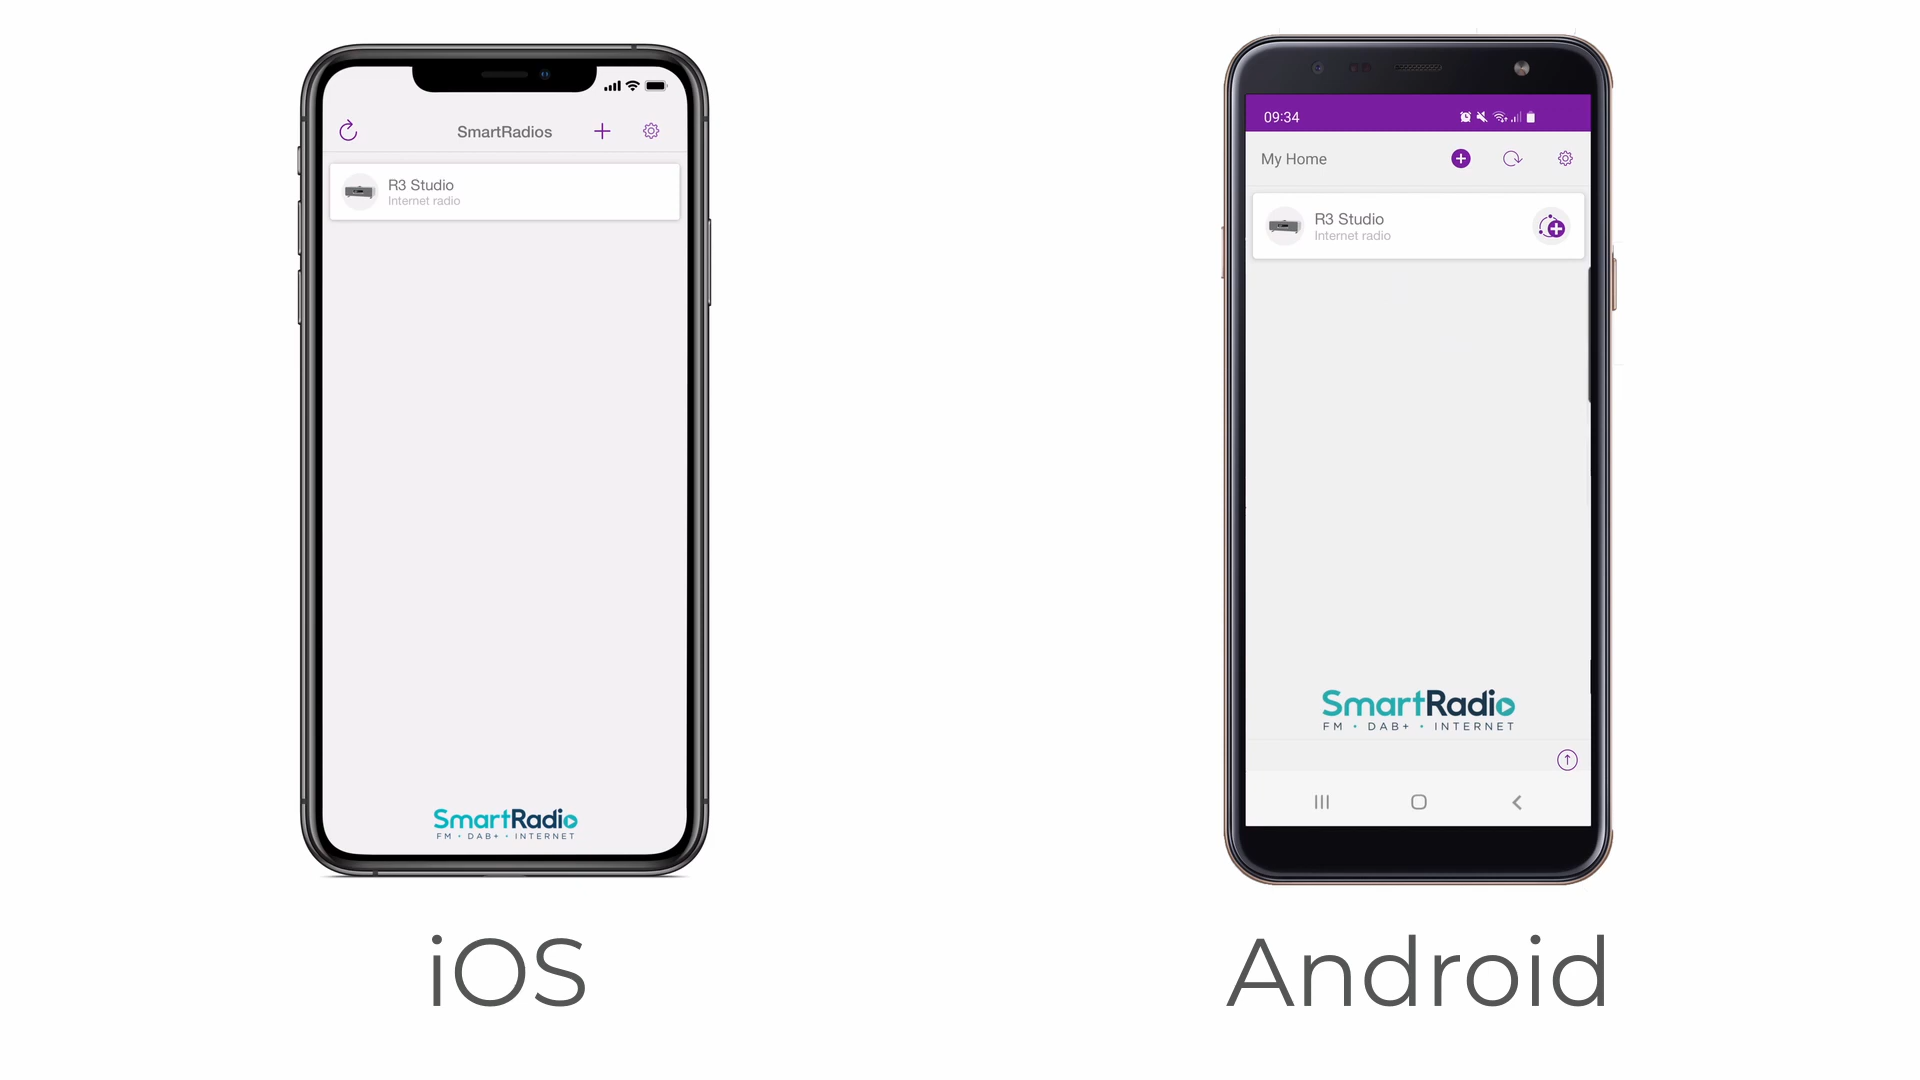 SmartRadios
R3 Studio
Internet radio
SmartRadio
FM • DAB+ • INTERNET
iOS
09:34
My Home
R3 Studio
Internet radio
SmartRadio
FM • DAB+ • INTERNET
Android